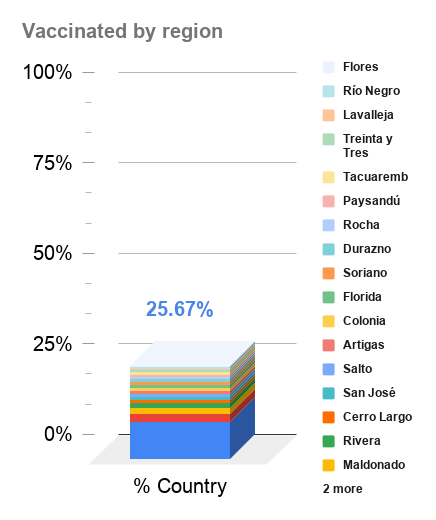 Vaccinated by region
100%
75%
50%
25%
0%
25.67%
% Country
Flores
Río Negro
Lavalleja
Treinta y
Tres
Tacuaremb
Paysandú
Rocha
Durazno
Soriano
Florida
Colonia
Artigas
Salto
San José
Cerro Largo
Rivera
Maldonado
2 more